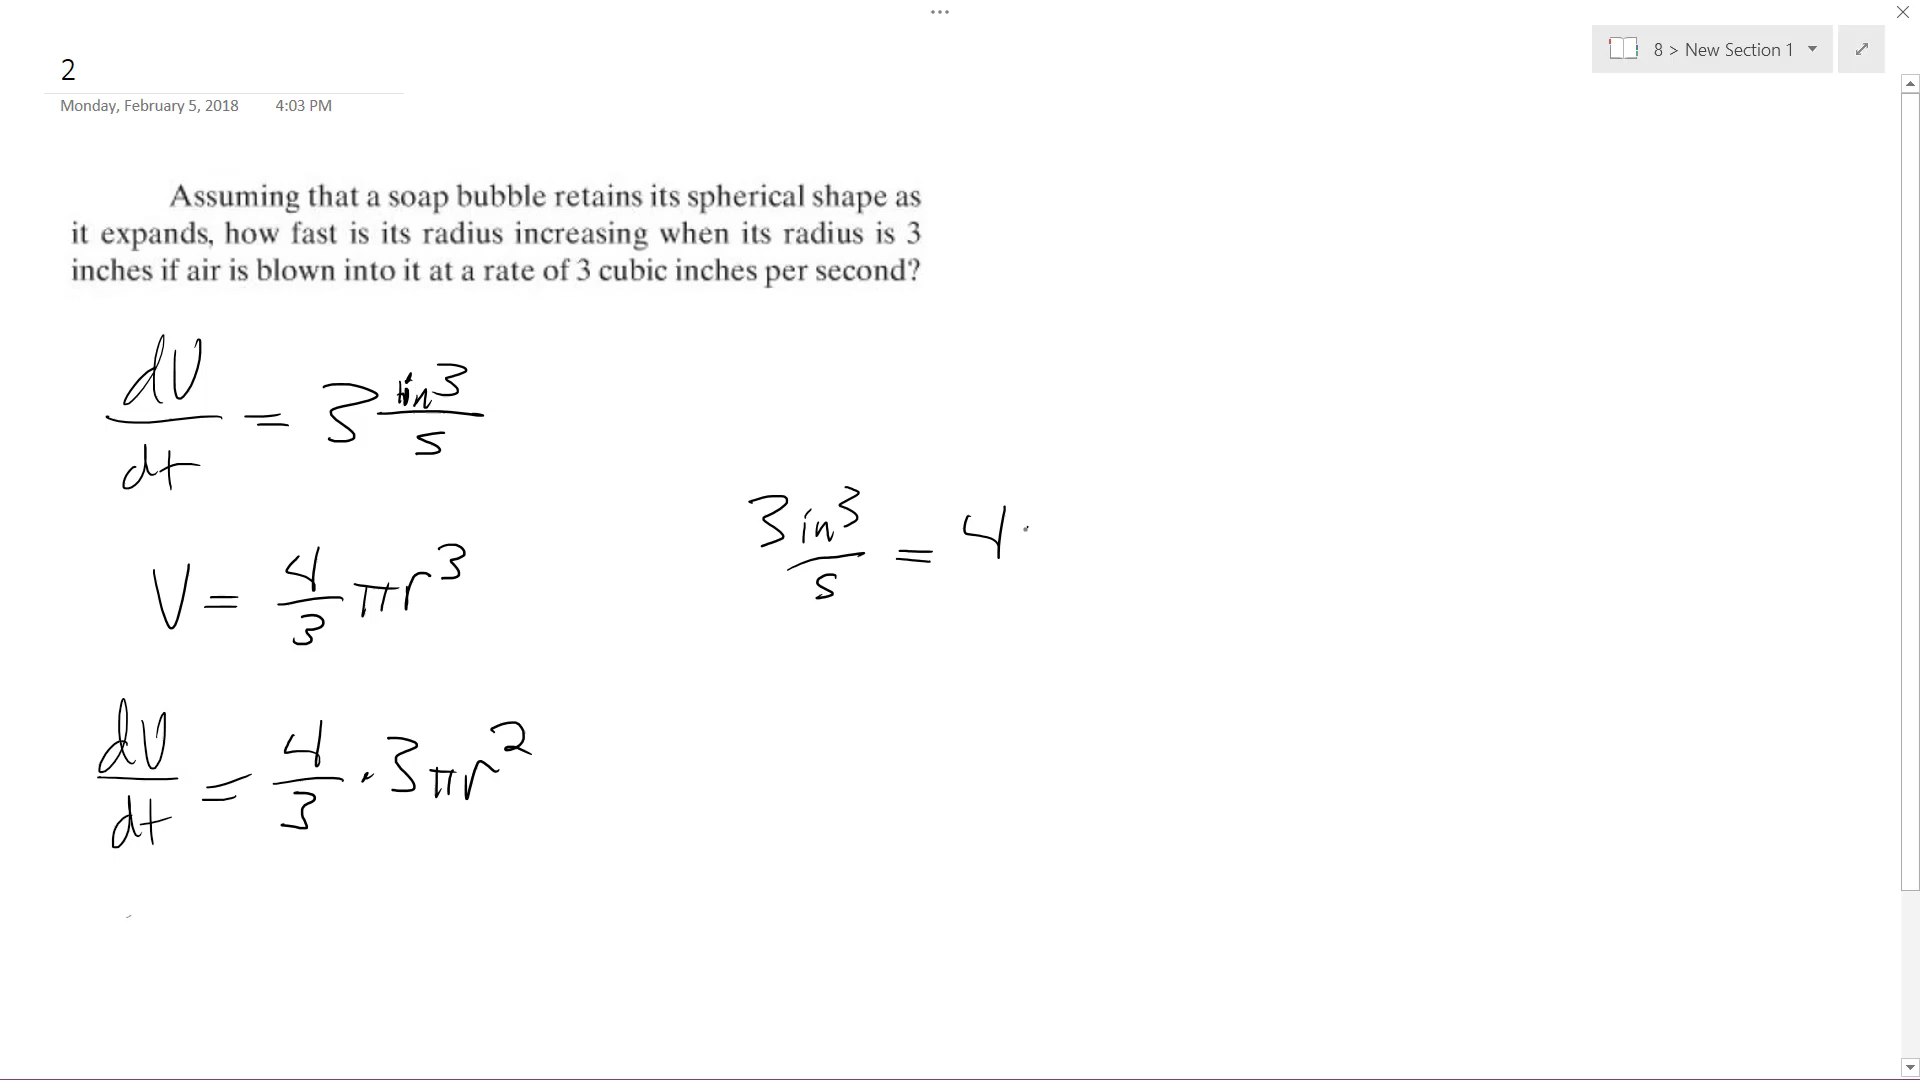 ...
8 > New Section 1
2
Monday, February 5, 2018 4:03 PM
Assuming that a soap bubble retains its spherical shape as
it expands, how fast is its radius increasing when its radius is 3
inches if air is blown into it at a rate of 3 cubic inches per second?
dV/dt = 3 in^3/s
V = 4/3 πr^3
dV/dt = 4/3 · 3πr^2
3 in^3/s = 4 ·